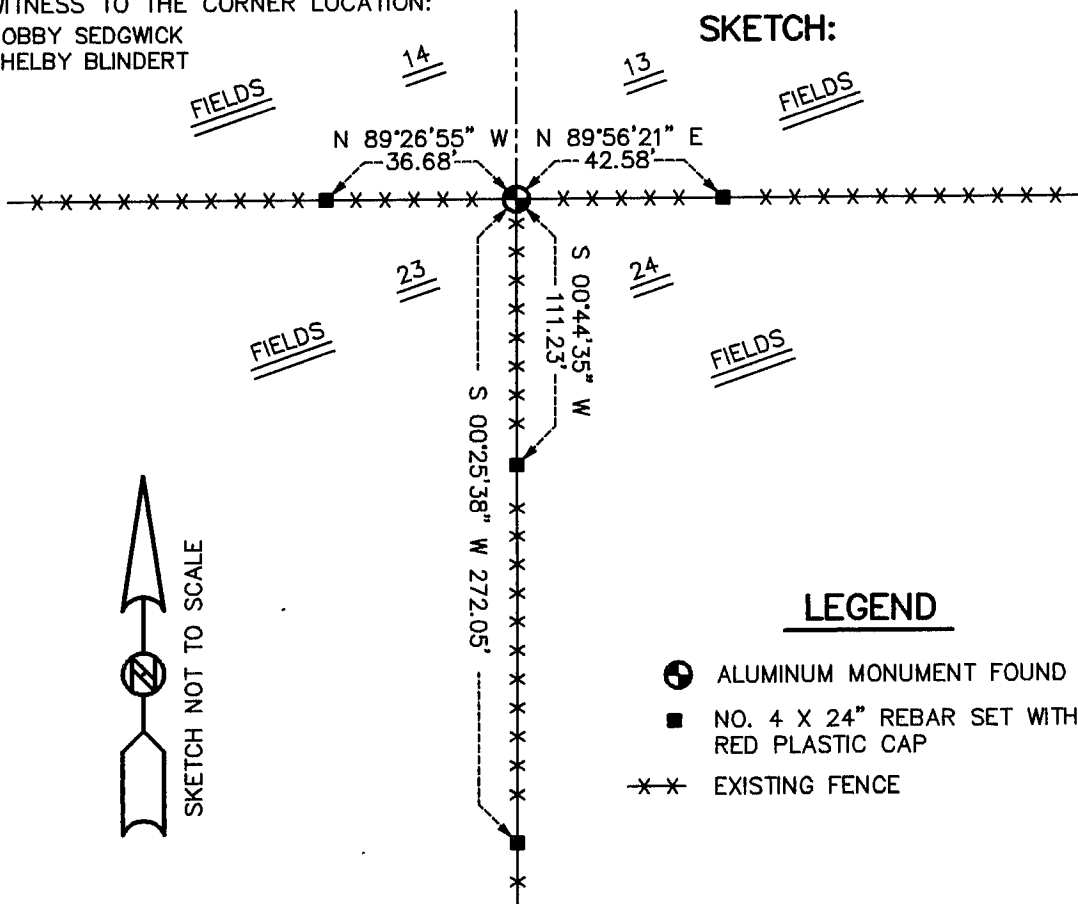 WITNESS TO THE CORNER LOCATION:
OBBY SEDGWICK
HELBY BLINDERT
SKETCH:
14
13
FIELDS
FIELDS
N 89°26'55" W
36.68'
N 89°56'21" E
42.58'
23
24
FIELDS
FIELDS
S 00°44'35" W
111.23'
S 00°25'38" W 272.05'
N
SKETCH NOT TO SCALE
LEGEND
ALUMINUM MONUMENT FOUND
NO. 4 X 24" REBAR SET WITH
RED PLASTIC CAP
EXISTING FENCE